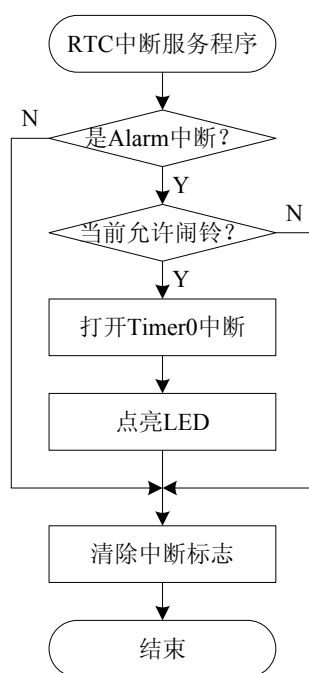 RTC中断服务程序
N
是Alarm中断?
Y
N
当前允许闹铃?
Y
打开Timer0中断
点亮LED
清除中断标志
结束